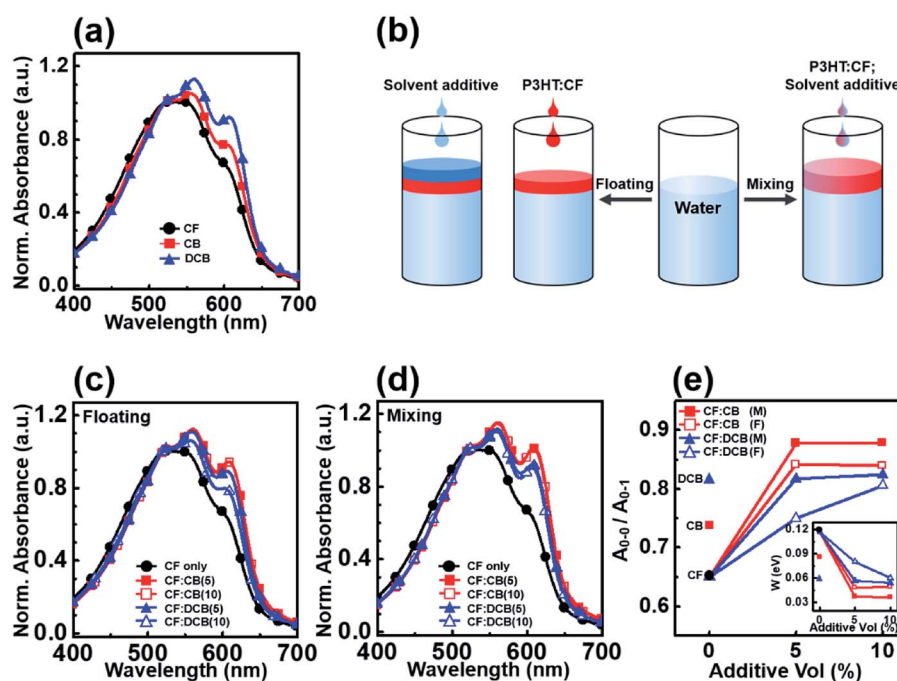 (a)
Norm. Absorbance (a.u.)
1.2
0.8
0.4
0.0
CF
CB
DCB
400 500 600 700
Wavelength (nm)
(b)
Solvent additive
P3HT:CF
P3HT:CF;
Solvent additive
Floating
Water
Mixing
(c)
Floating
Norm. Absorbance (a.u.)
1.2
0.8
0.4
0.0
CF only
CF:CB(5)
CF:CB(10)
CF:DCB(5)
CF:DCB(10)
400 500 600 700
Wavelength (nm)
(d)
Mixing
Norm. Absorbance (a.u.)
1.2
0.8
0.4
0.0
CF only
CF:CB(5)
CF:CB(10)
CF:DCB(5)
CF:DCB(10)
400 500 600 700
Wavelength (nm)
(e)
A0-0 / A0-1
0.9
0.8
0.7
0.6
CF:CB (M)
CF:CB (F)
CF:DCB (M)
CF:DCB (F)
DCB
CB
CF
W (eV)
0.12
0.09
0.06
0.03
0 5 10
Additive Vol (%)
0 5 10
Additive Vol (%)